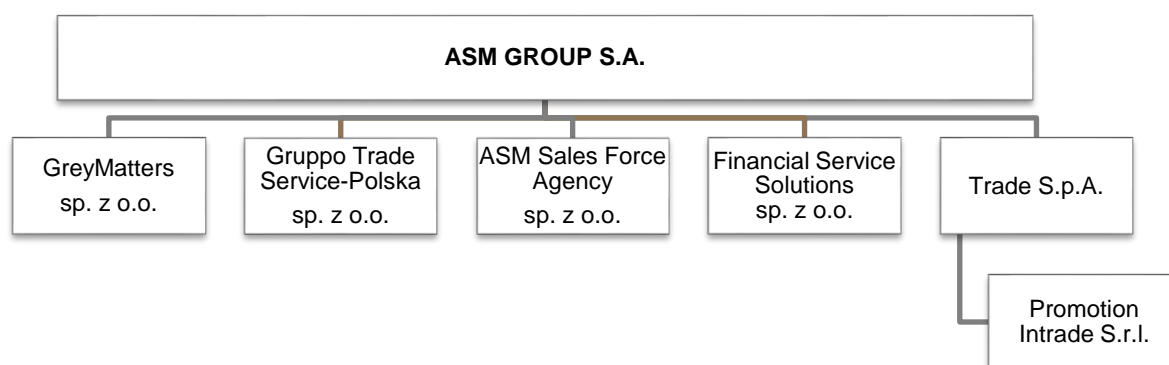 ASM GROUP S.A.
GreyMatters
sp. z o.o.
Gruppo Trade
Service-Polska
sp. z o.o.
ASM Sales Force
Agency
sp. z o.o.
Financial Service
Solutions
sp. z o.o.
Trade S.p.A.
Promotion
Intrade S.r.l.